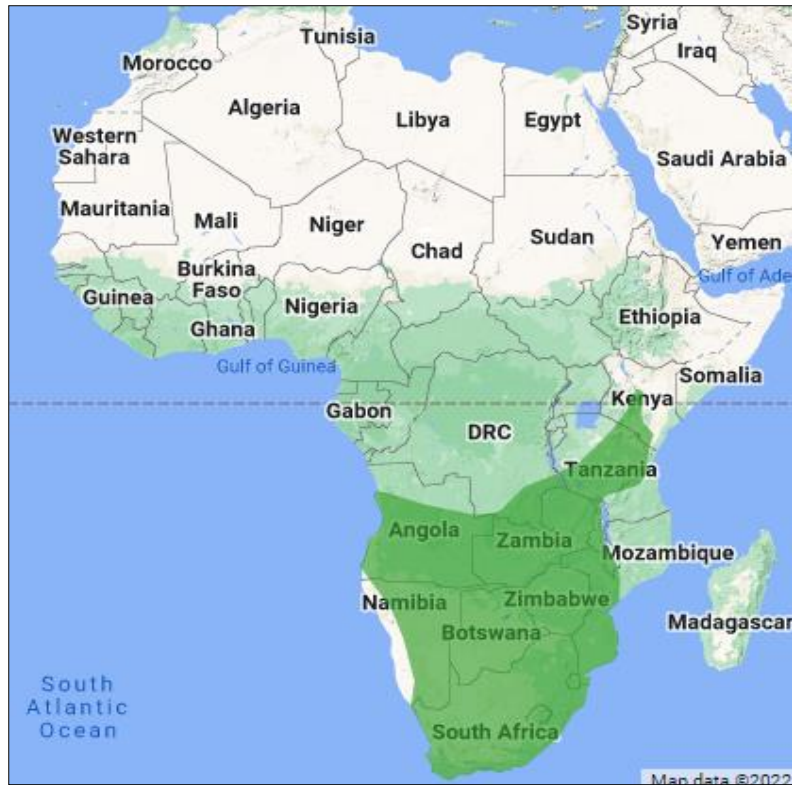 Tunisia
Syria
Morocco
Iraq
Algeria
Libya
Egypt
Western
Sahara
Saudi Arabia
Mauritania
Mali
Niger
Chad
Sudan
Yemen
Gulf of Ade
Burkina
Faso
Guinea
Nigeria
Ghana
Ethiopia
Gulf of Guinea
Somalia
Kenya
Gabon
DRC
Tanzania
Angola
Zambia
Mozambique
Namibia
Zimbabwe
Botswana
Madagascar
South
Atlantic
Ocean
South Africa
Map data ©2022